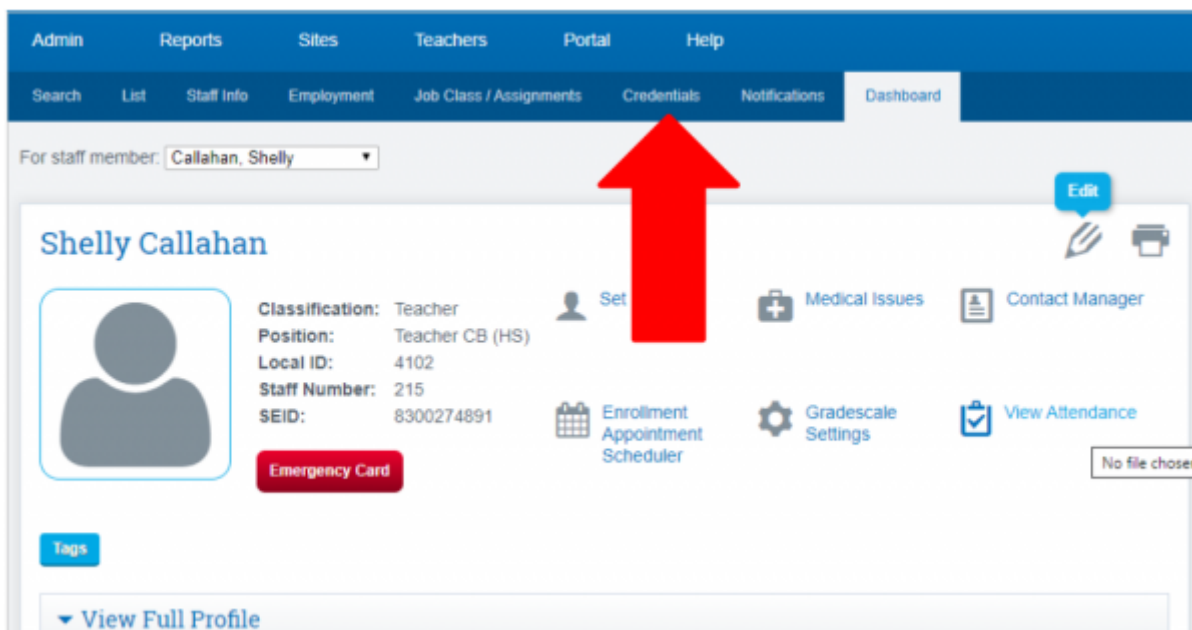 Admin Reports Sites Teachers Portal Help
Search List Staff Info Employment Job Class / Assignments Credentials Notifications Dashboard
For staff member: Callahan, Shelly
Edit
Shelly Callahan
Classification: Teacher
Position: Teacher CB (HS)
Local ID: 4102
Staff Number: 215
SEID: 8300274891
Emergency Card
Set
Medical Issues
Contact Manager
Enrollment
Appointment
Scheduler
Gradescale
Settings
View Attendance
No file chosen
Tags
View Full Profile